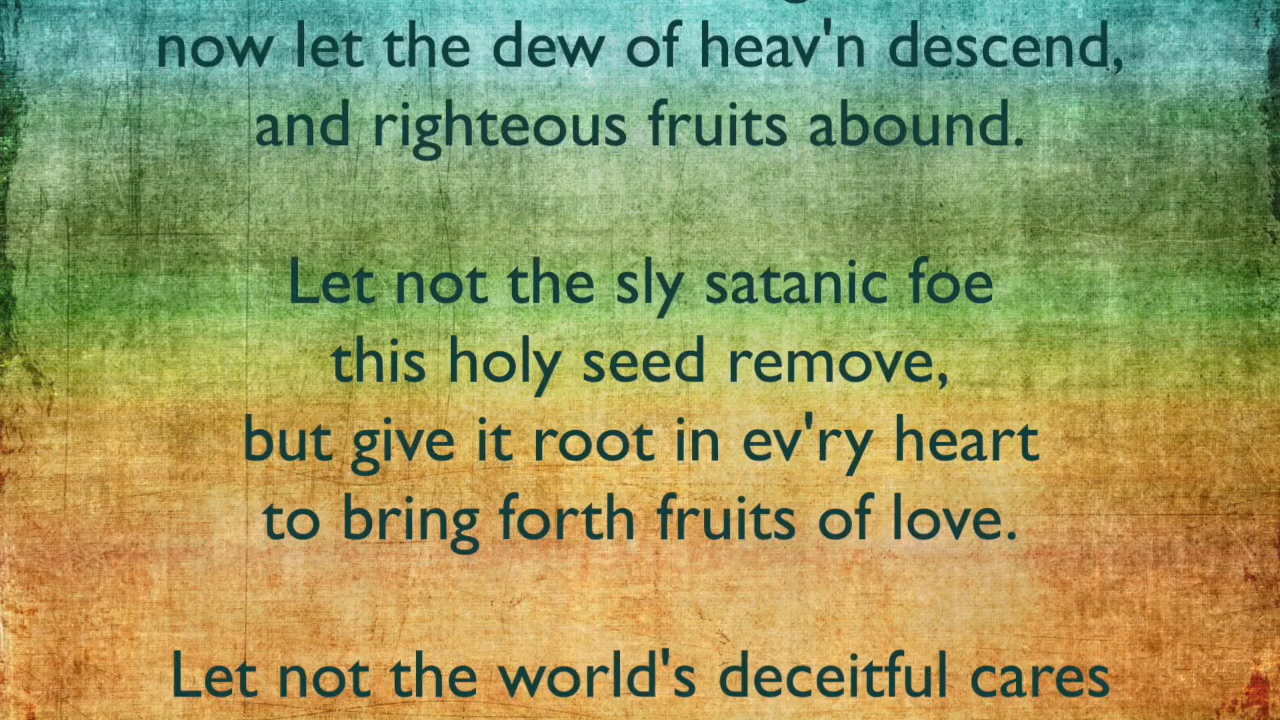 now let the dew of heav'n descend,
and righteous fruits abound.
Let not the sly satanic foe
this holy seed remove,
but give it root in ev'ry heart
to bring forth fruits of love.
Let not the world's deceitful cares